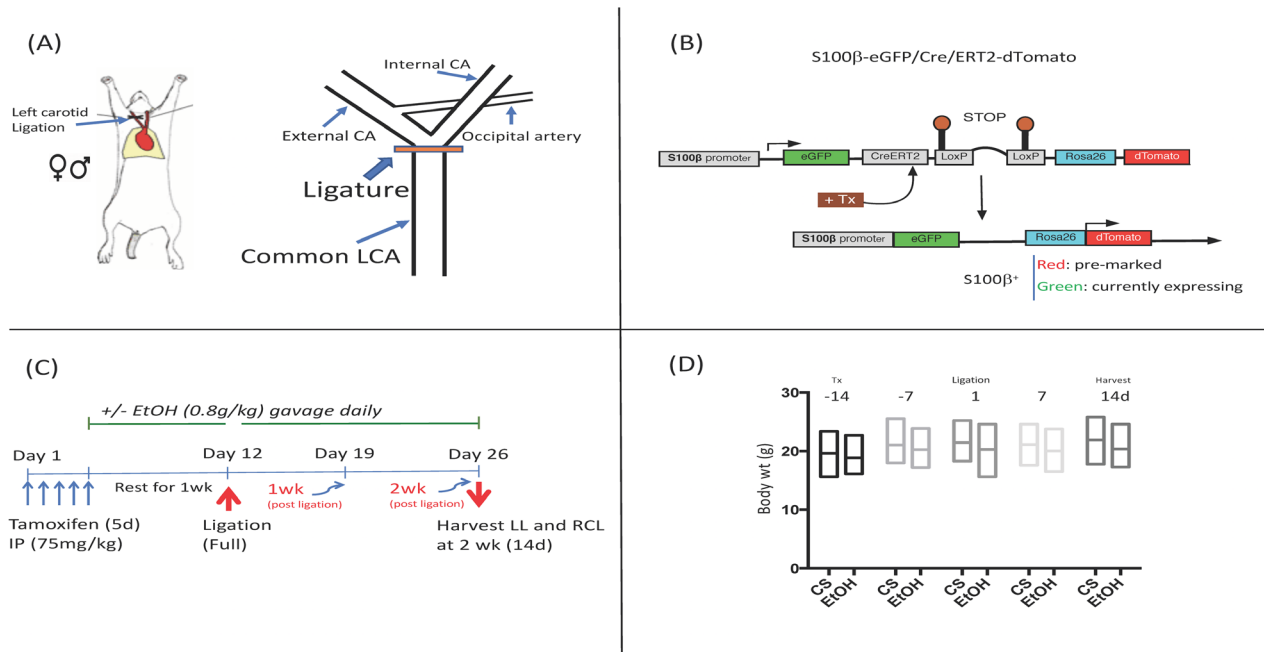 (A)
Left carotid
Ligation
♀♂
Internal CA
External CA
Occipital artery
Ligature
Common LCA
(B)
S100β-eGFP/Cre/ERT2-dTomato
STOP
S100β promoter
eGFP
CreERT2
LoxP
LoxP
Rosa26
dTomato
+ Tx
S100β promoter
eGFP
Rosa26
dTomato
S100β⁺
Red: pre-marked
Green: currently expressing
(C)
+/- EtOH (0.8g/kg) gavage daily
Day 1
Day 12
Day 19
Day 26
Rest for 1wk
1wk
(post ligation)
2wk
(post ligation)
Tamoxifen (5d)
IP (75mg/kg)
Ligation
(Full)
Harvest LL and RCL
at 2 wk (14d)
(D)
Tx
Ligation
Harvest
-14
-7
1
7
14d
Body wt (g)
30
20
10
0
CS
EtOH
CS
EtOH
CS
EtOH
CS
EtOH
CS
EtOH